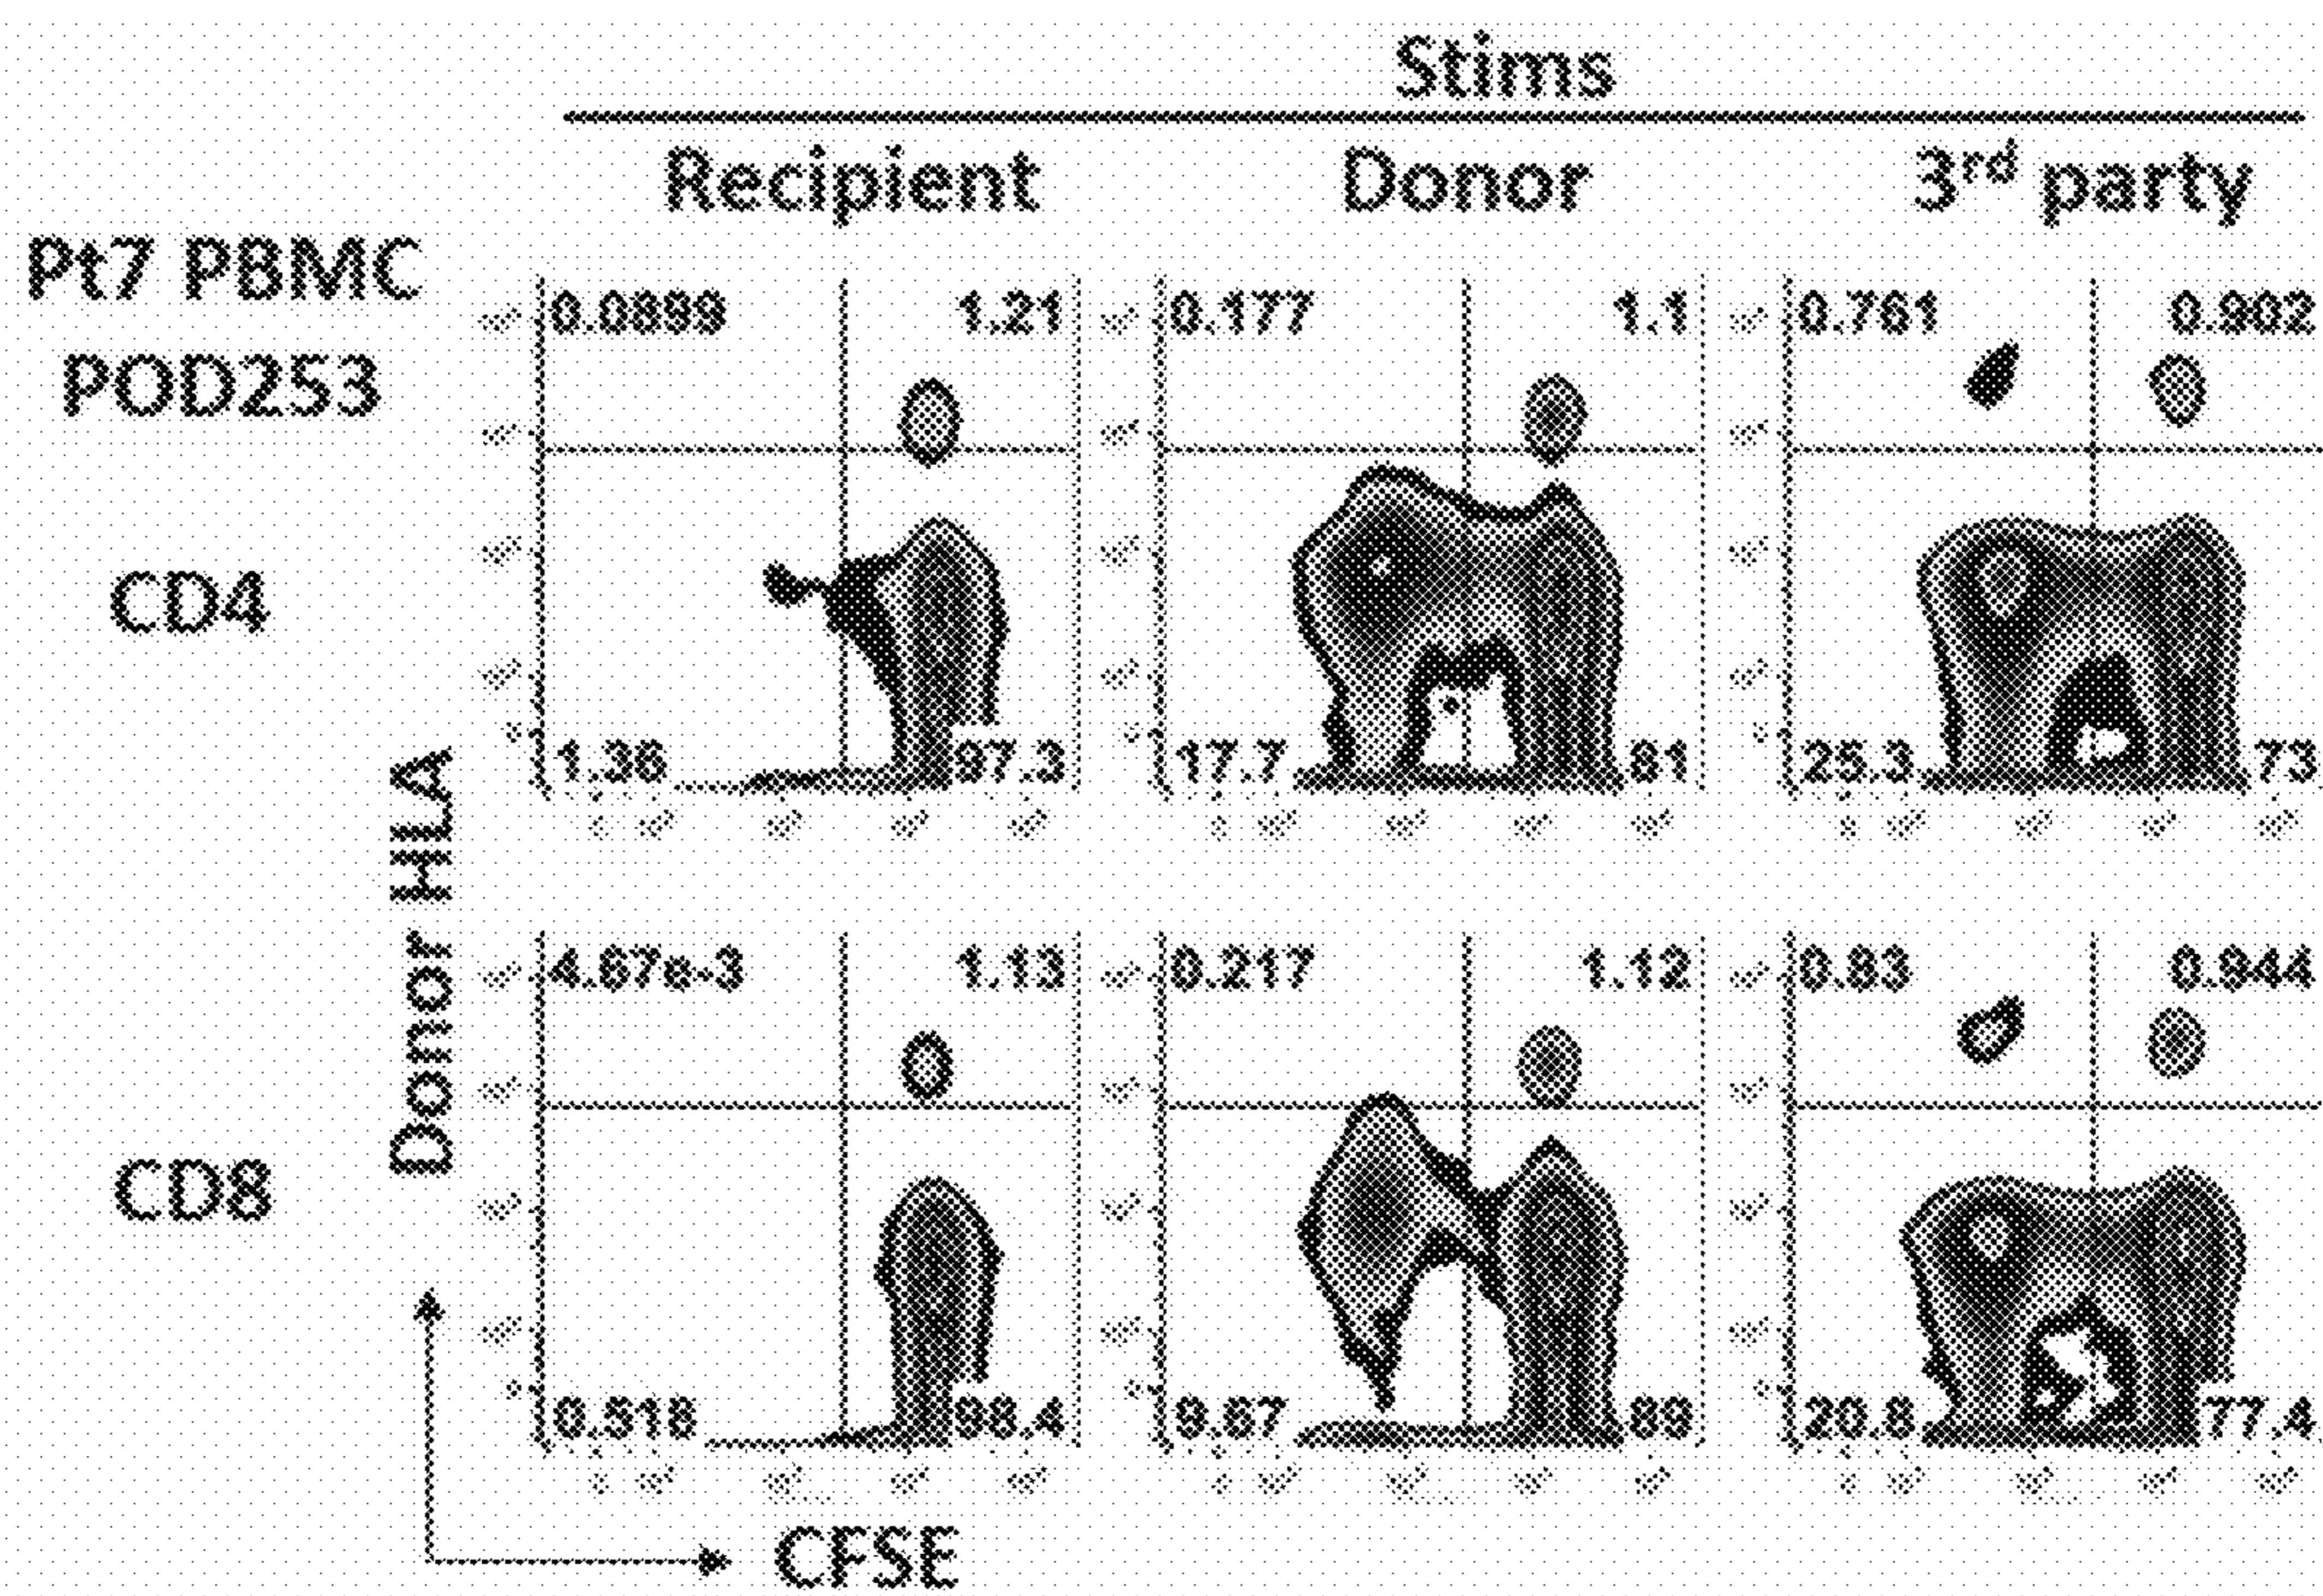 Stims
Recipient Donor 3rd party
Pt7 PBMC
POD253
0.0899 1.21 0.177 1.1 0.761 0.902
CD4
1.36 97.3 17.7 81 25.3 73
Donor HLA
4.67e-3 1.13 0.217 1.12 0.83 0.944
CD8
0.518 98.4 9.67 89 20.8 77.4
CFSE